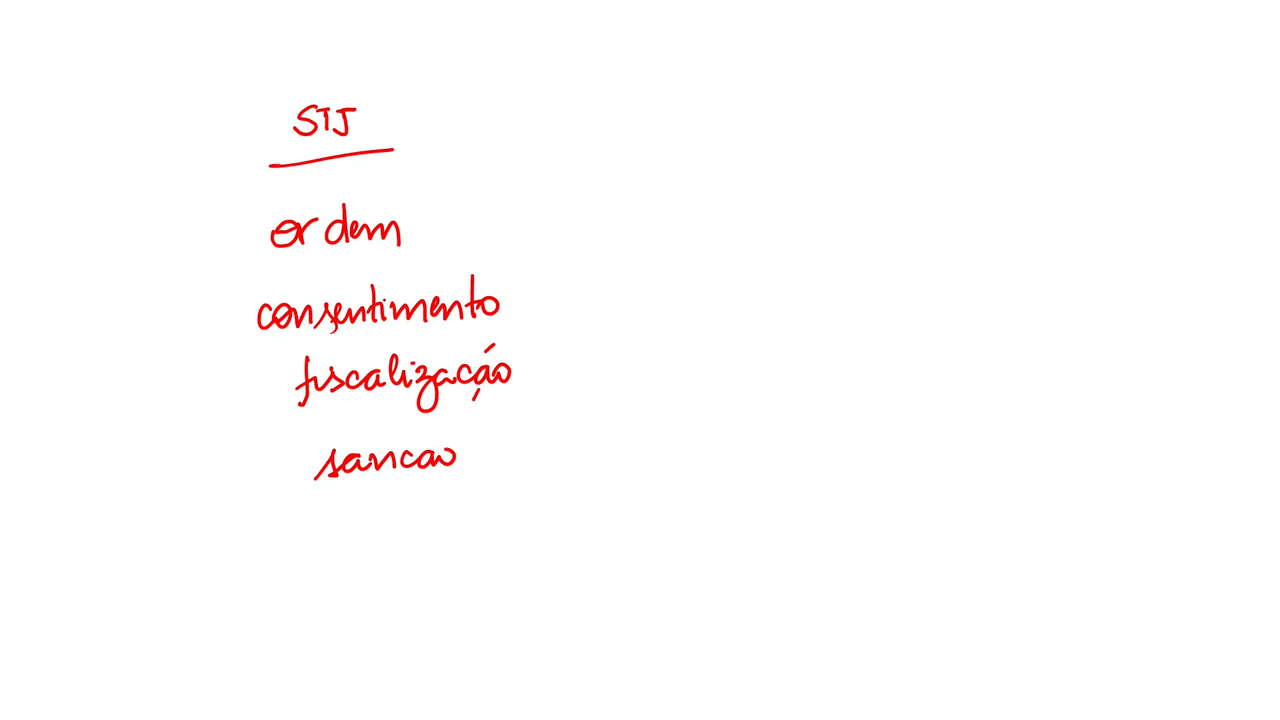 STJ
ordem
consentimento
fiscalização
sancao